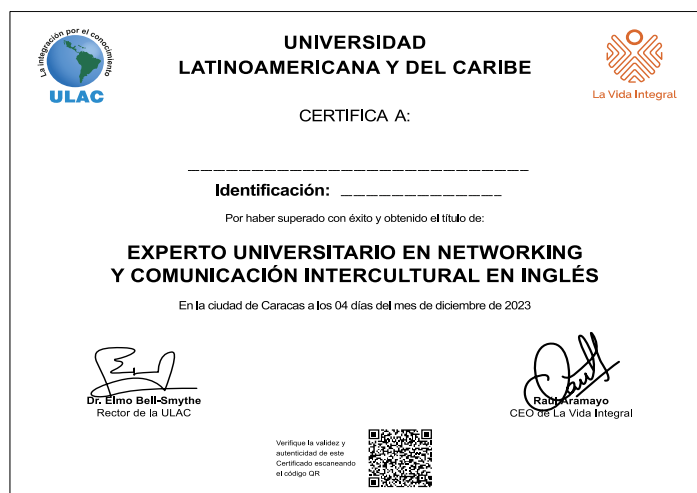 La integración por el conocimiento
ULAC
UNIVERSIDAD
LATINOAMERICANA Y DEL CARIBE
La Vida Integral
CERTIFICA A:
Identificación:
Por haber superado con éxito y obtenido el título de:
EXPERTO UNIVERSITARIO EN NETWORKING
Y COMUNICACIÓN INTERCULTURAL EN INGLÉS
En la ciudad de Caracas a los 04 días del mes de diciembre de 2023
Dr. Elmo Bell-Smythe
Rector de la ULAC
Raúl Aramayo
CEO de La Vida Integral
Verifique la validez y
autenticidad de este
Certificado escaneando
el código QR